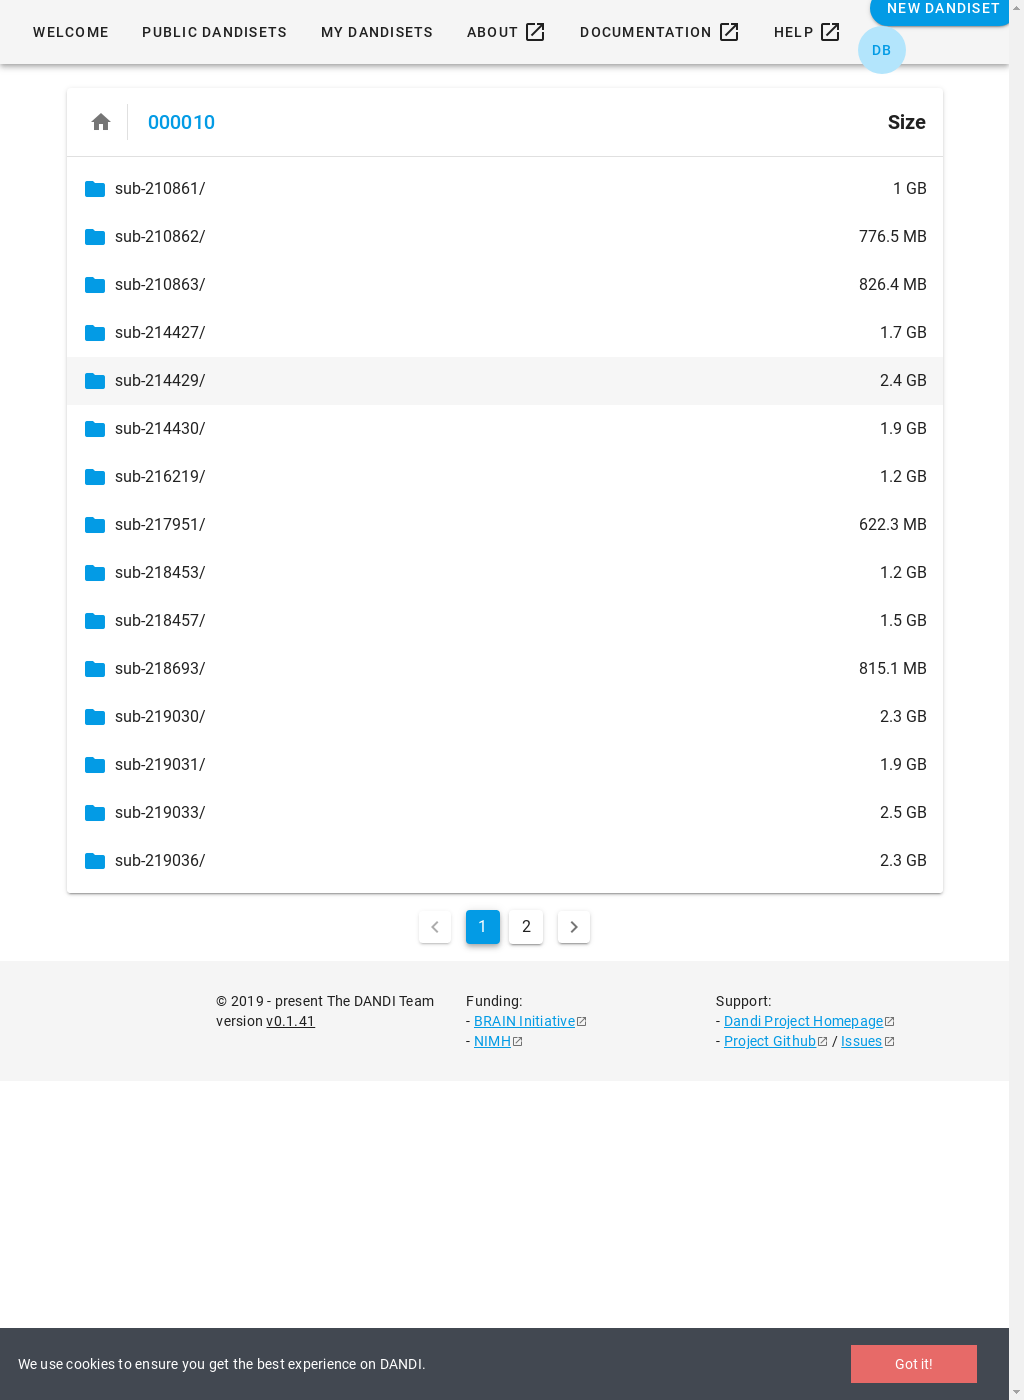 WELCOME PUBLIC DANDISETS MY DANDISETS ABOUT DOCUMENTATION HELP NEW DANDISET
DB
000010 Size
sub-210861/ 1 GB
sub-210862/ 776.5 MB
sub-210863/ 826.4 MB
sub-214427/ 1.7 GB
sub-214429/ 2.4 GB
sub-214430/ 1.9 GB
sub-216219/ 1.2 GB
sub-217951/ 622.3 MB
sub-218453/ 1.2 GB
sub-218457/ 1.5 GB
sub-218693/ 815.1 MB
sub-219030/ 2.3 GB
sub-219031/ 1.9 GB
sub-219033/ 2.5 GB
sub-219036/ 2.3 GB
1 2
© 2019 - present The DANDI Team
version v0.1.41
Funding:
- BRAIN Initiative
- NIMH
Support:
- Dandi Project Homepage
- Project Github / Issues
We use cookies to ensure you get the best experience on DANDI. Got it!